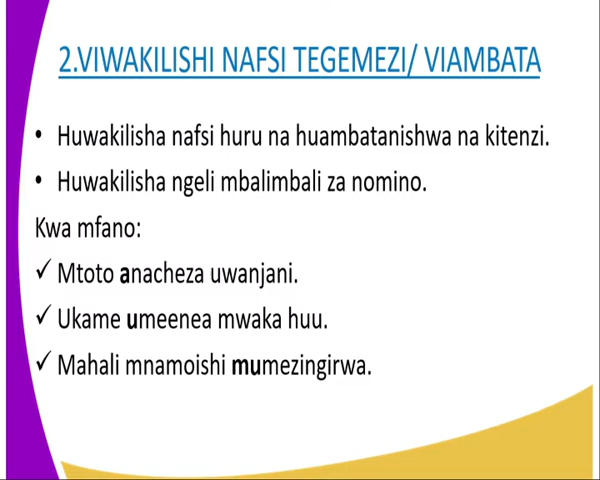 2.VIWAKILISHI NAFSI TEGEMEZI/ VIAMBATA
• Huwakilisha nafsi huru na huambatanishwa na kitenzi.
• Huwakilisha ngeli mbalimbali za nomino.
Kwa mfano:
✓ Mtoto anacheza uwanjani.
✓ Ukame umeenea mwaka huu.
✓ Mahali mnamoishi mumezingirwa.